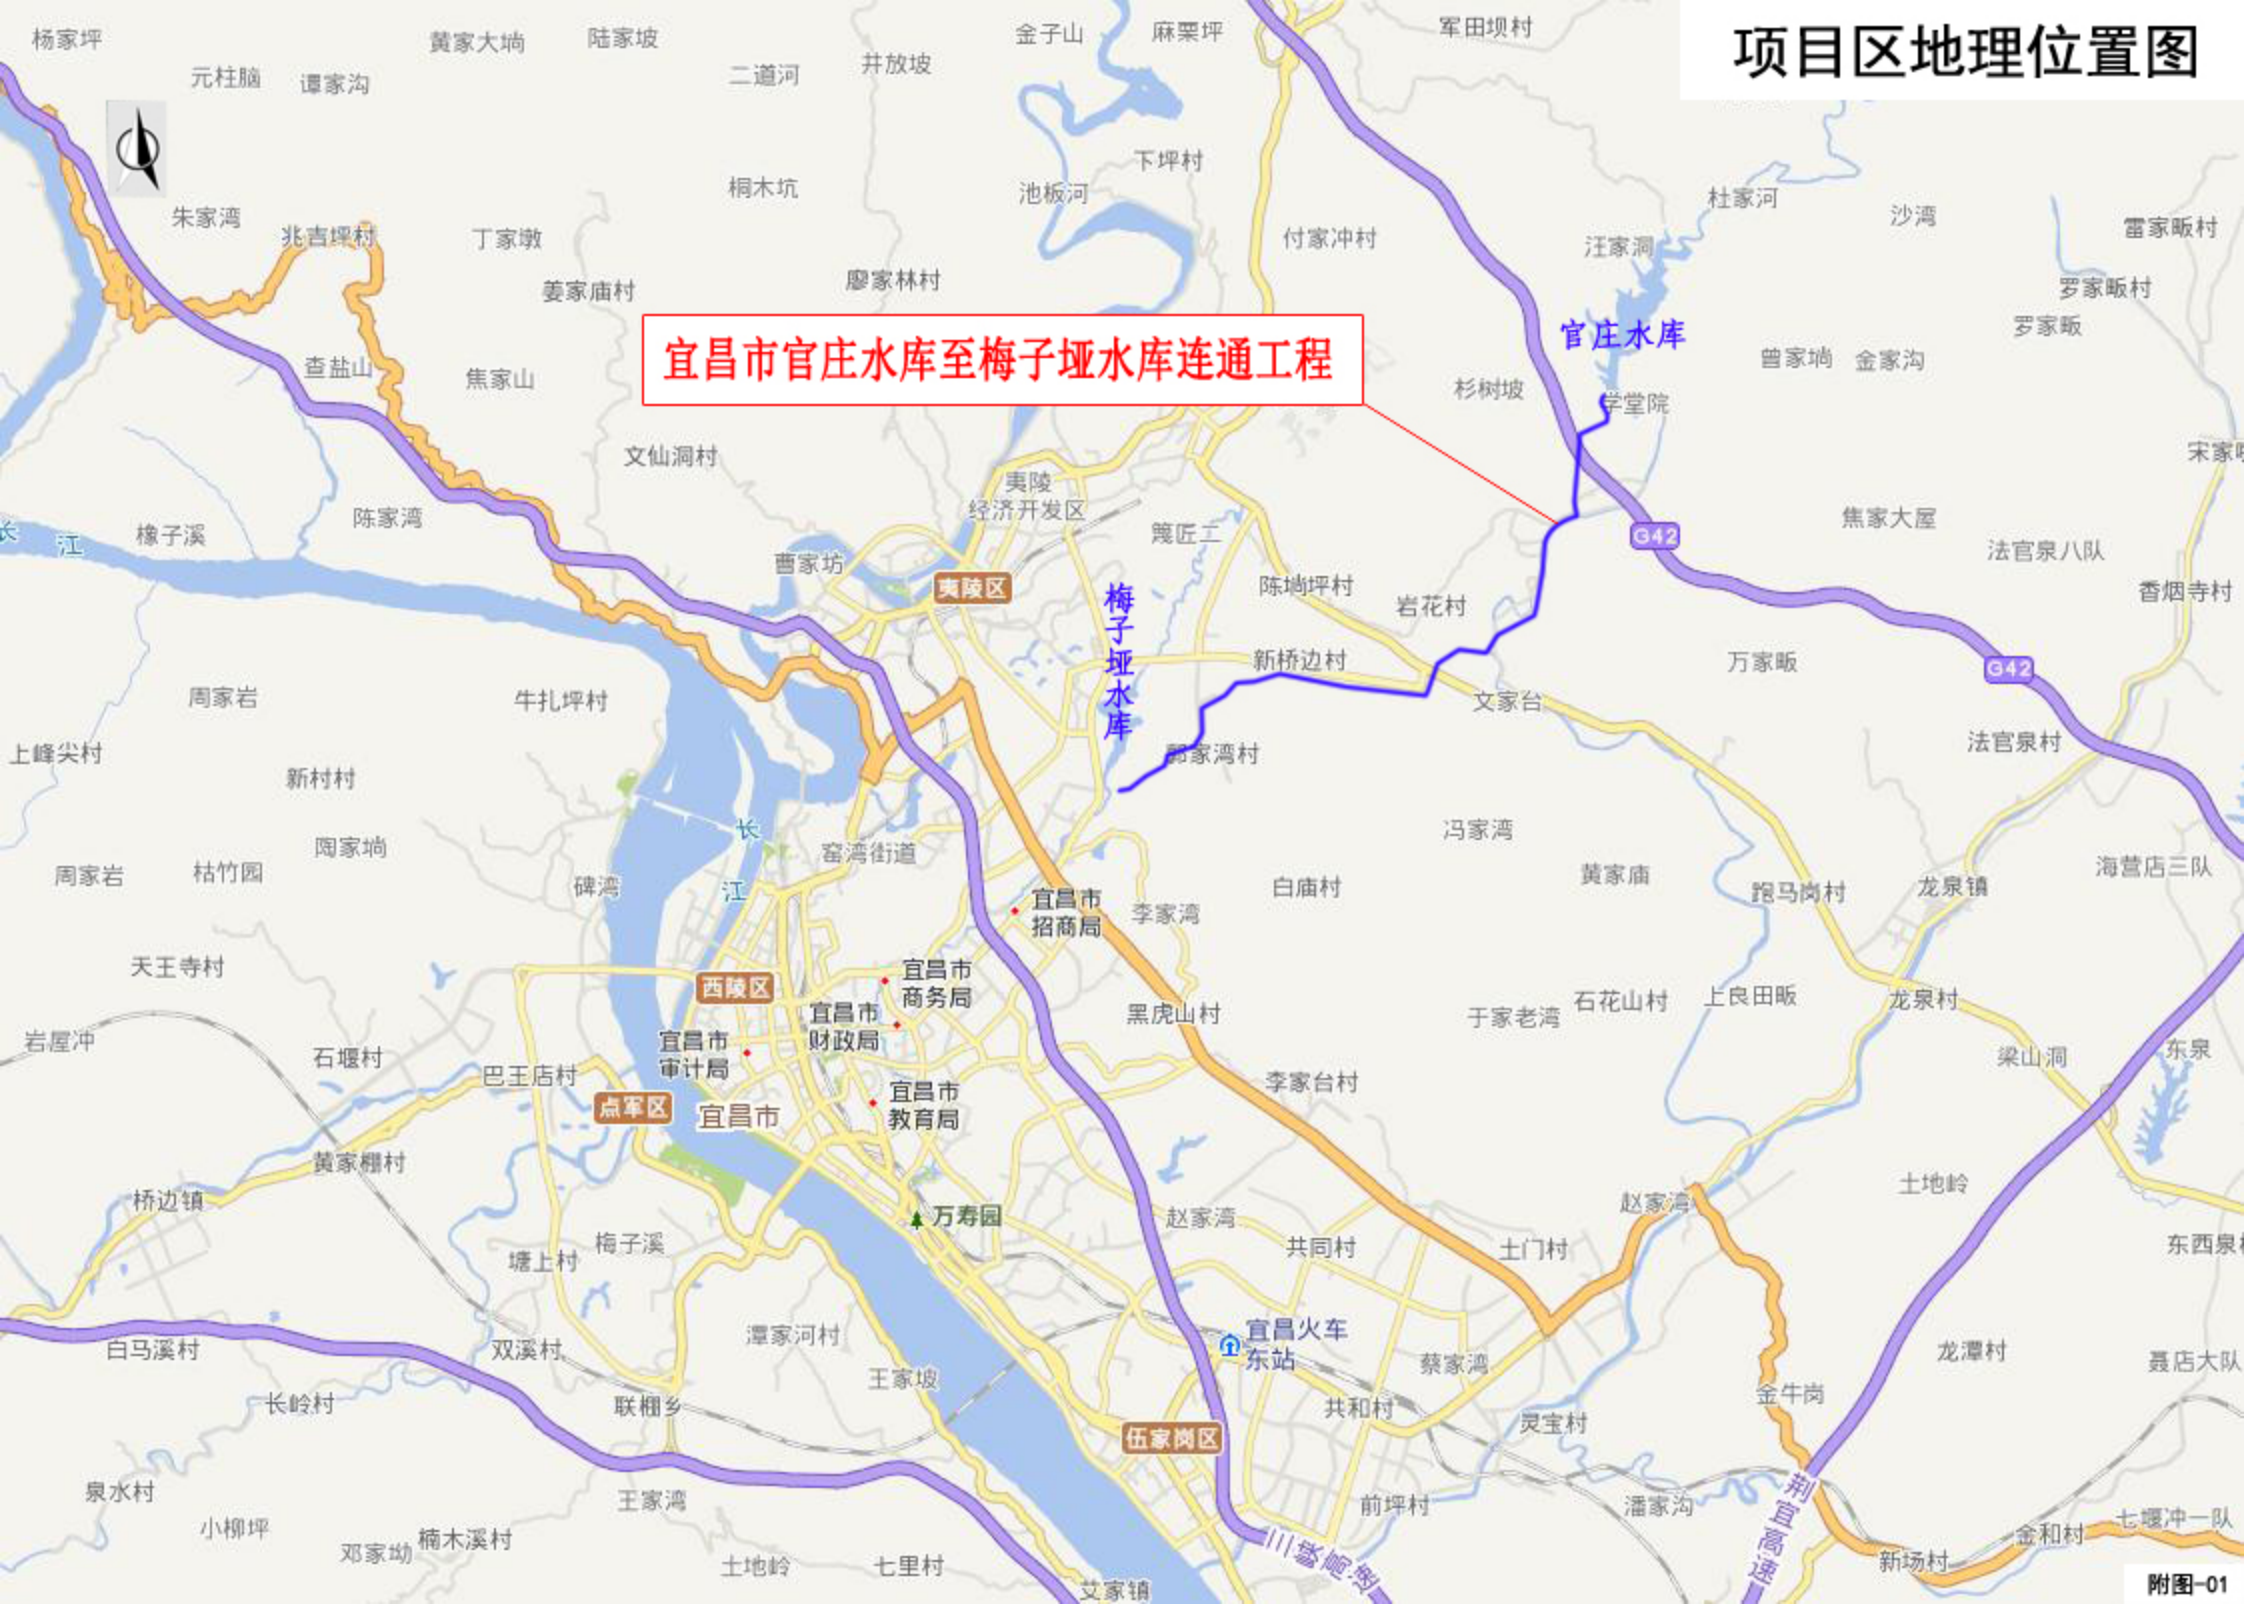 项目区地理位置图
杨家坪
黄家大埫
陆家坡
金子山
麻栗坪
军田坝村
元柱脑
谭家沟
二道河
井放坡
下坪村
桐木坑
池板河
杜家河
沙湾
雷家畈村
朱家湾
兆吉坪村
丁家墩
付家冲村
汪家洞
姜家庙村
廖家林村
罗家畈村
罗家畈
官庄水库
宜昌市官庄水库至梅子垭水库连通工程
查盐山
焦家山
杉树坡
曾家埫
金家沟
学堂院
文仙洞村
夷陵
经济开发区
陈家湾
橡子溪
长
江
曹家坊
篾匠二
G42
焦家大屋
法官泉八队
夷陵区
梅子垭水库
陈埫坪村
岩花村
香烟寺村
新桥边村
万家畈
G42
周家岩
牛扎坪村
文家台
上峰尖村
新村村
郭家湾村
法官泉村
陶家埫
长
江
窑湾街道
冯家湾
周家岩
枯竹园
碑湾
白庙村
黄家庙
跑马岗村
龙泉镇
海营店三队
宜昌市
招商局
李家湾
天王寺村
西陵区
宜昌市
商务局
宜昌市
财政局
黑虎山村
于家老湾
石花山村
上良田畈
龙泉村
岩屋冲
石堰村
宜昌市
审计局
梁山洞
东泉
巴王店村
点军区
宜昌市
宜昌市
教育局
李家台村
黄家棚村
桥边镇
万寿园
赵家湾
赵家湾
土地岭
塘上村
梅子溪
共同村
土门村
白马溪村
双溪村
潭家河村
宜昌火车
东站
蔡家湾
龙潭村
聂店大队
长岭村
联棚乡
王家坡
共和村
金牛岗
伍家岗区
灵宝村
泉水村
王家湾
前坪村
潘家沟
荆宜高速
小柳坪
邓家坳
楠木溪村
土地岭
七里村
艾家镇
金和村
七堰冲一队
新场村
附图-01